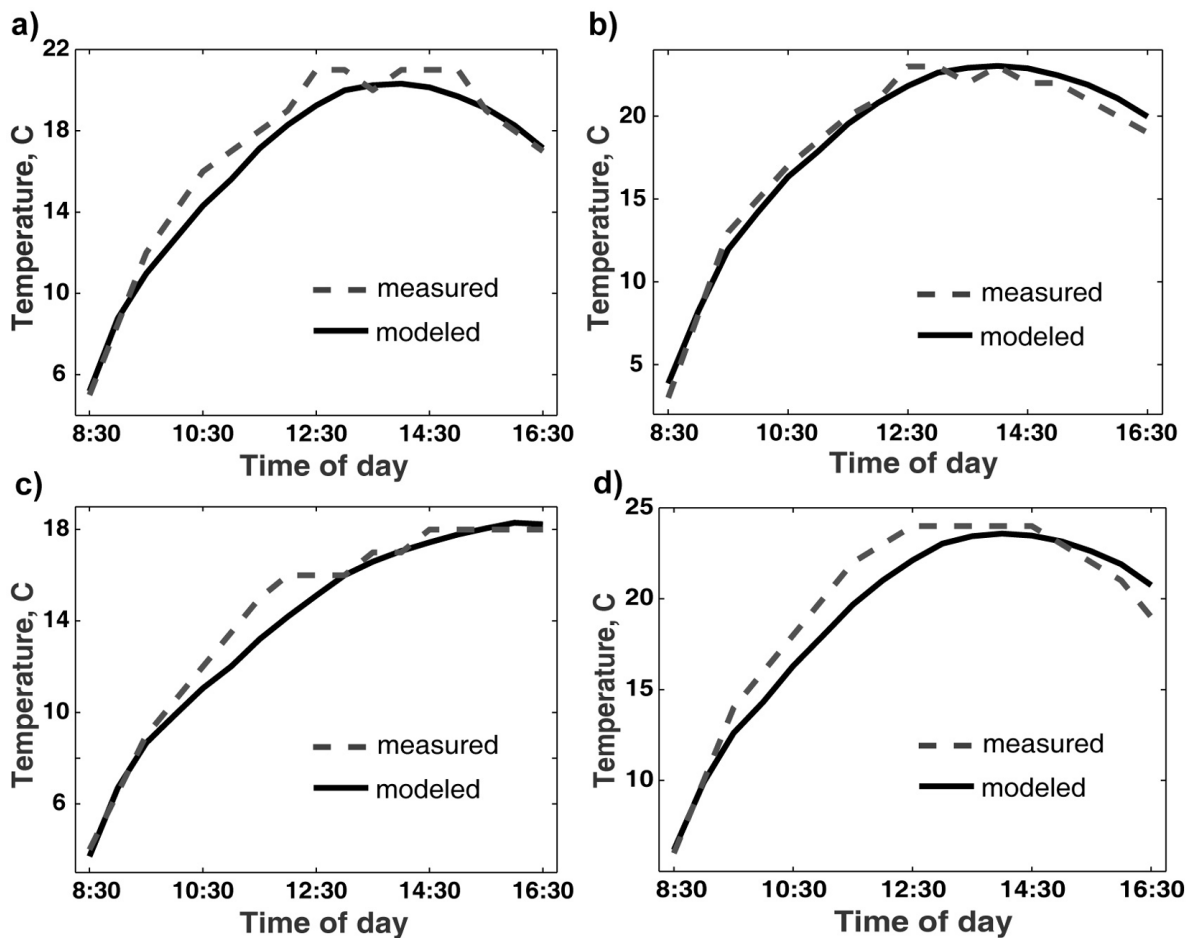 a)
22
18
14
10
6
Temperature, C
measured
modeled
8:30 10:30 12:30 14:30 16:30
Time of day
b)
20
15
10
5
Temperature, C
measured
modeled
8:30 10:30 12:30 14:30 16:30
Time of day
c)
18
14
10
6
Temperature, C
measured
modeled
8:30 10:30 12:30 14:30 16:30
Time of day
d)
25
20
15
10
Temperature, C
measured
modeled
8:30 10:30 12:30 14:30 16:30
Time of day